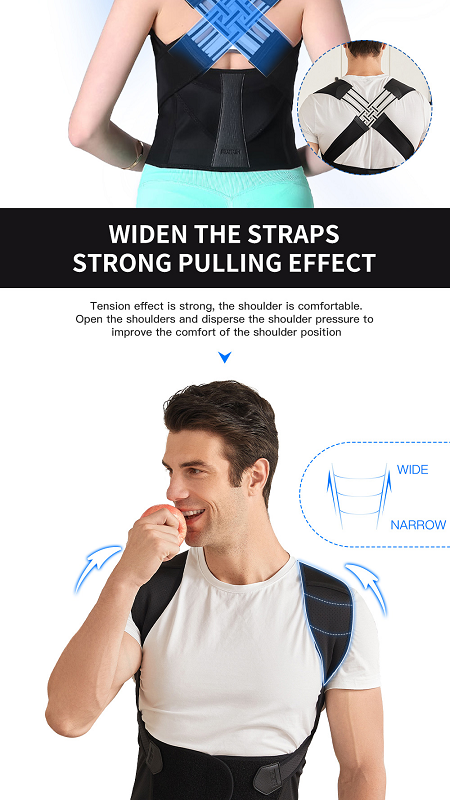 WIDEN THE STRAPS
STRONG PULLING EFFECT
Tension effect is strong, the shoulder is comfortable.
Open the shoulders and disperse the shoulder pressure to
improve the comfort of the shoulder position
WIDE
NARROW